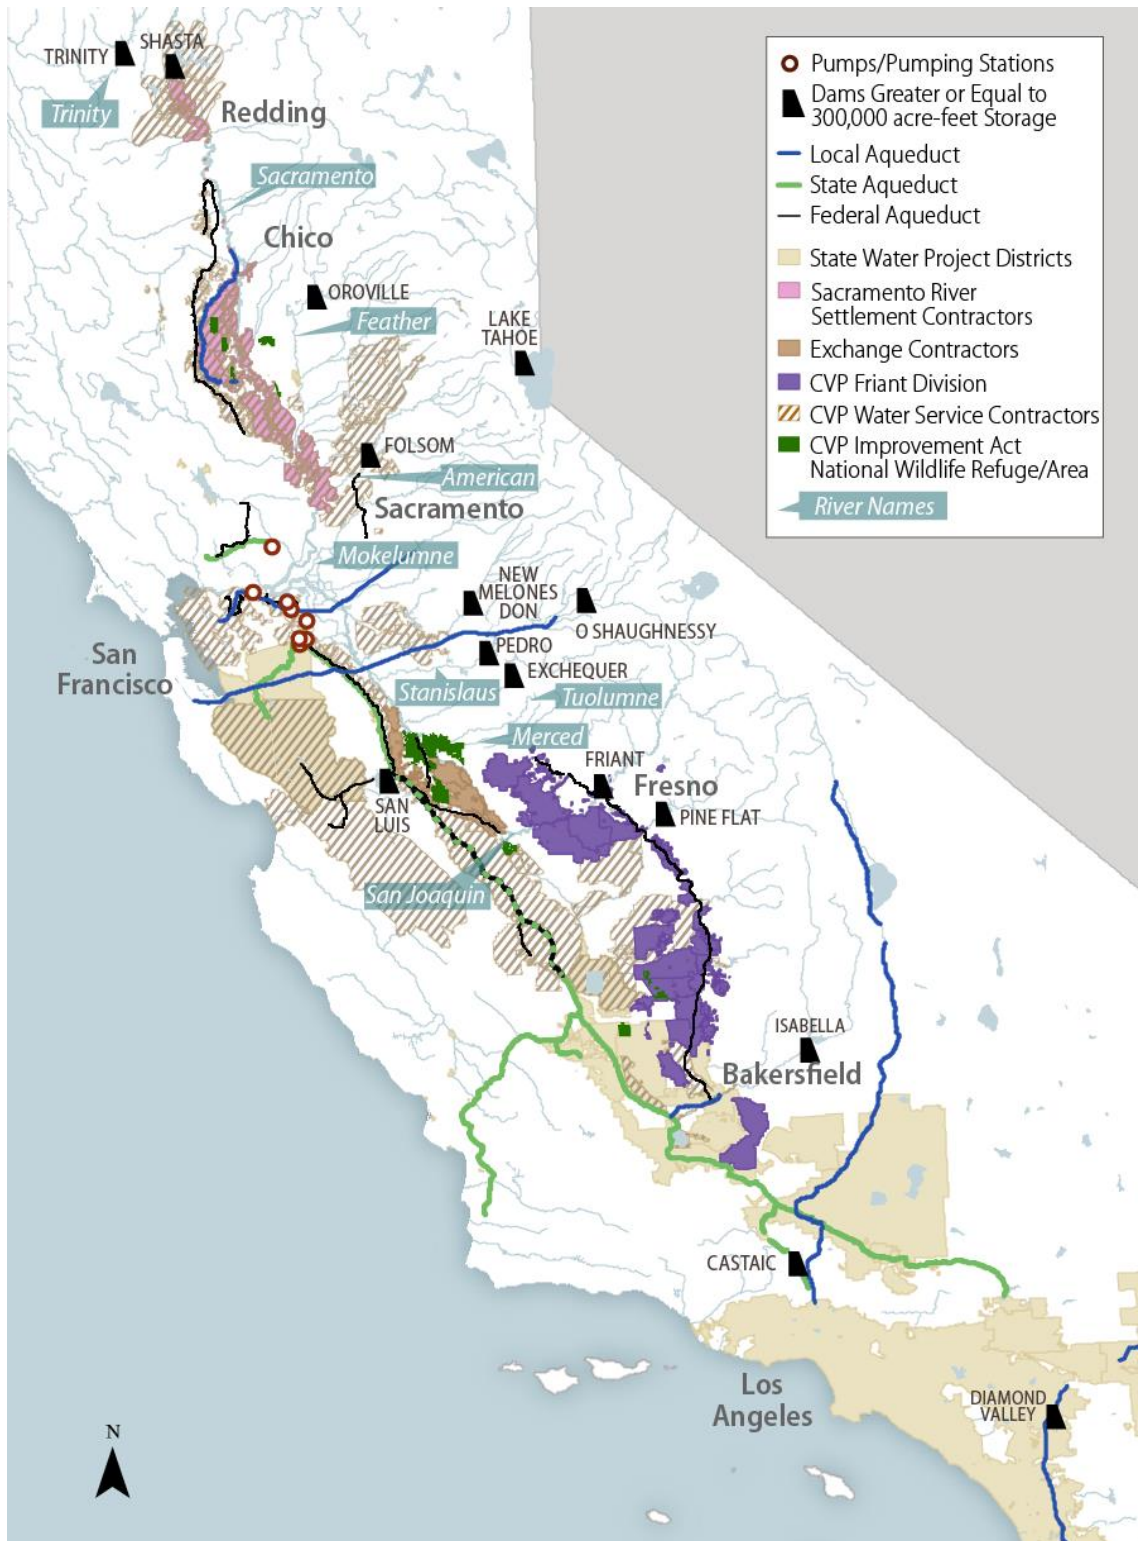 TRINITY
SHASTA
Trinity
Redding
Sacramento
Chico
OROVILLE
Feather
LAKE
TAHOE
FOLSOM
American
Sacramento
Mokelumne
NEW
MELONES
DON
PEDRO
O SHAUGHNESSY
EXCHEQUER
San
Francisco
Stanislaus
Tuolumne
Merced
FRIANT
Fresno
PINE FLAT
SAN
LUIS
San Joaquin
ISABELLA
Bakersfield
CASTAIC
Los
Angeles
DIAMOND
VALLEY
N
Pumps/Pumping Stations
Dams Greater or Equal to
300,000 acre-feet Storage
Local Aqueduct
State Aqueduct
Federal Aqueduct
State Water Project Districts
Sacramento River
Settlement Contractors
Exchange Contractors
CVP Friant Division
CVP Water Service Contractors
CVP Improvement Act
National Wildlife Refuge/Area
River Names